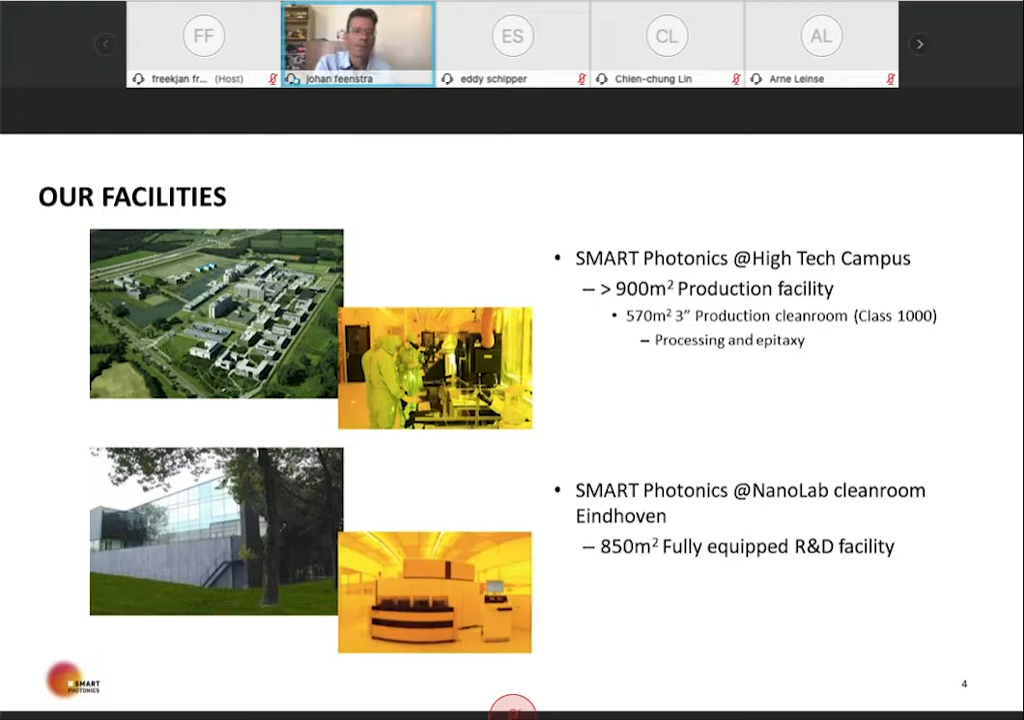 FF
ES
CL
AL
freekjan fr... (Host)
johan feenstra
eddy schipper
Chien-chung Lin
Arne Leinse
OUR FACILITIES
• SMART Photonics @High Tech Campus
– > 900m² Production facility
• 570m² 3” Production cleanroom (Class 1000)
– Processing and epitaxy
• SMART Photonics @NanoLab cleanroom
Eindhoven
– 850m² Fully equipped R&D facility
SMART
PHOTONICS
4